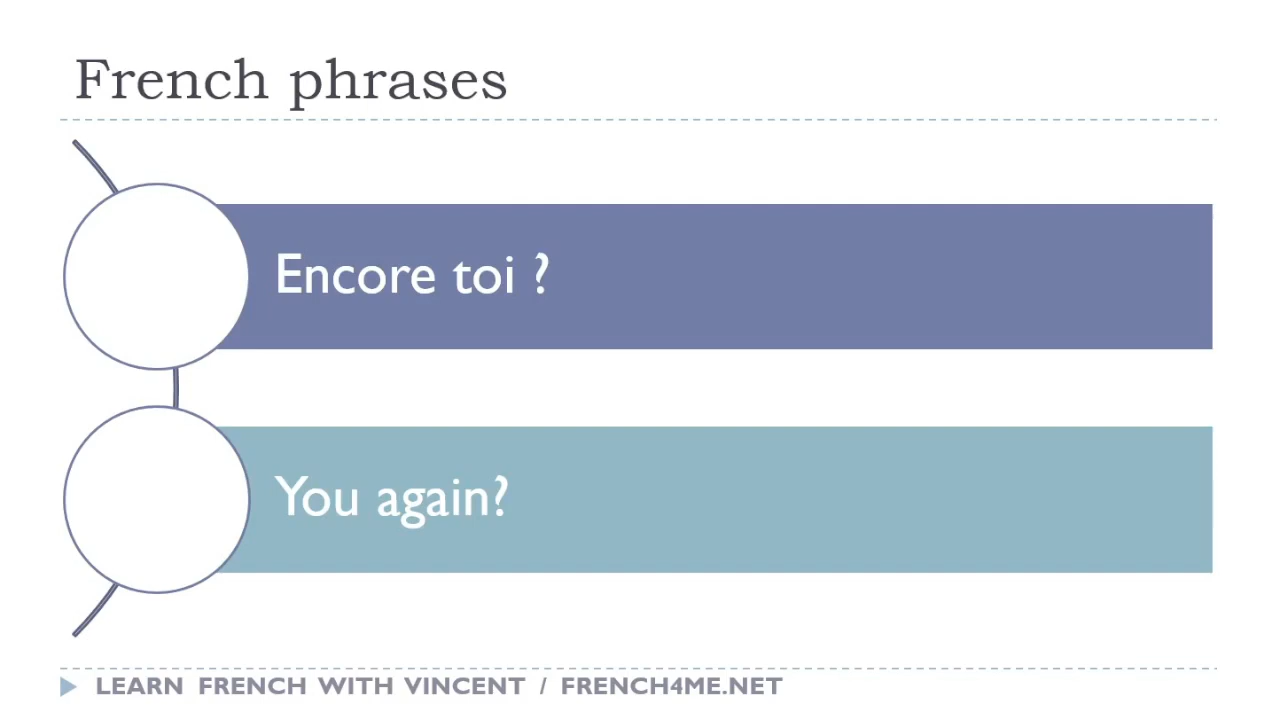 French phrases
Encore toi ?
You again?
LEARN FRENCH WITH VINCENT / FRENCH4ME.NET